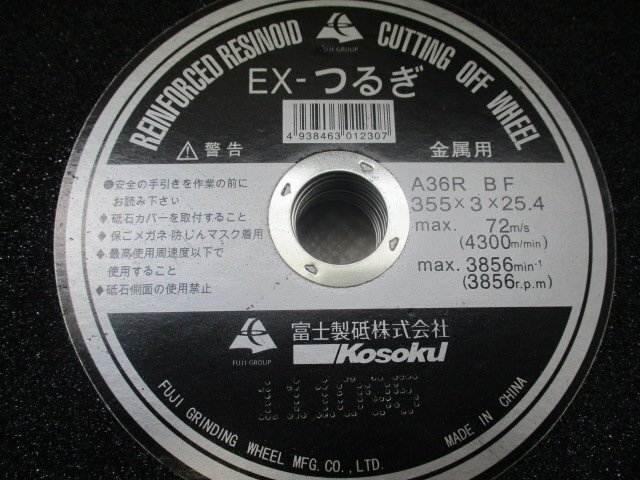 FUJI GROUP
REINFORCED RESINOID CUTTING OFF WHEEL
EX-つるぎ
4 938463 012307
⚠警告
金属用
●安全の手引きを作業の前に
お読み下さい
●砥石カバーを取付すること
●保ごメガネ・防じんマスク着用
●最高使用周速度以下で
使用すること
●砥石側面の使用禁止
A36R BF
355×3×25.4
max. 72m/s
(4300m/min)
max. 3856min⁻¹
(3856r.p.m)
FUJI GROUP
富士製砥株式会社
Kosoku
FUJI GRINDING WHEEL MFG.CO.,LTD.
MADE IN CHINA